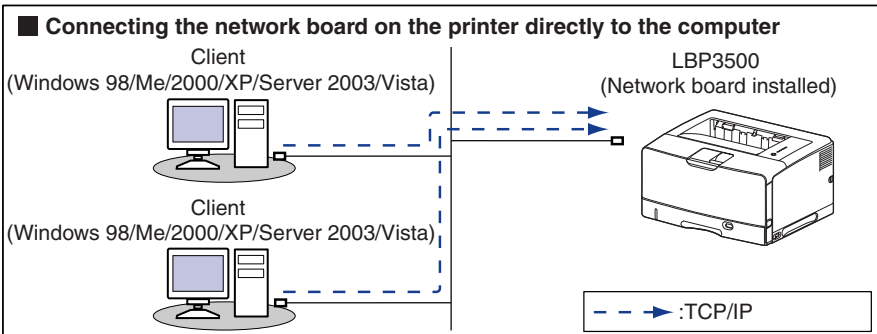 ■ Connecting the network board on the printer directly to the computer
Client
(Windows 98/Me/2000/XP/Server 2003/Vista)
LBP3500
(Network board installed)
Client
(Windows 98/Me/2000/XP/Server 2003/Vista)
:TCP/IP